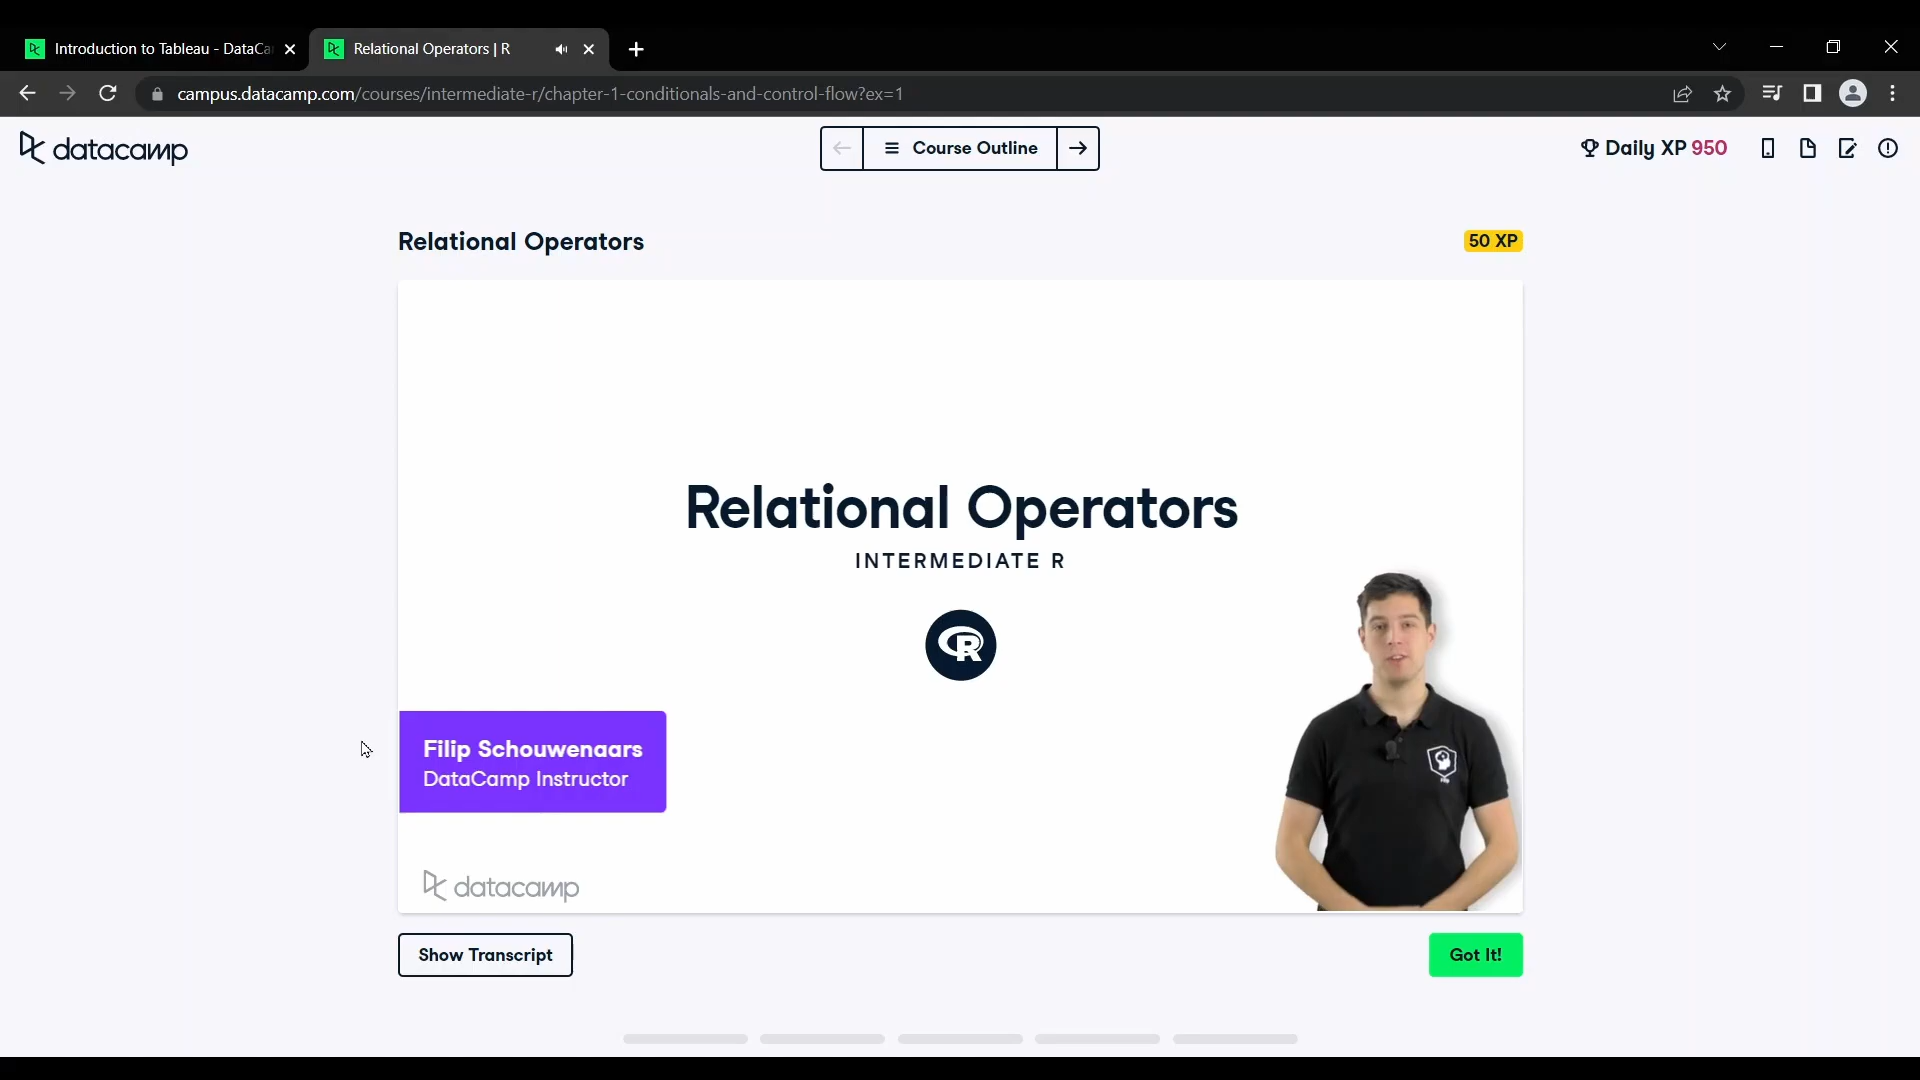 Introduction to Tableau - DataCa
Relational Operators | R
campus.datacamp.com/courses/intermediate-r/chapter-1-conditionals-and-control-flow?ex=1
datacamp
Course Outline
Daily XP 950
Relational Operators
50 XP
Relational Operators
INTERMEDIATE R
R
Filip Schouwenaars
DataCamp Instructor
datacamp
Show Transcript
Got It!